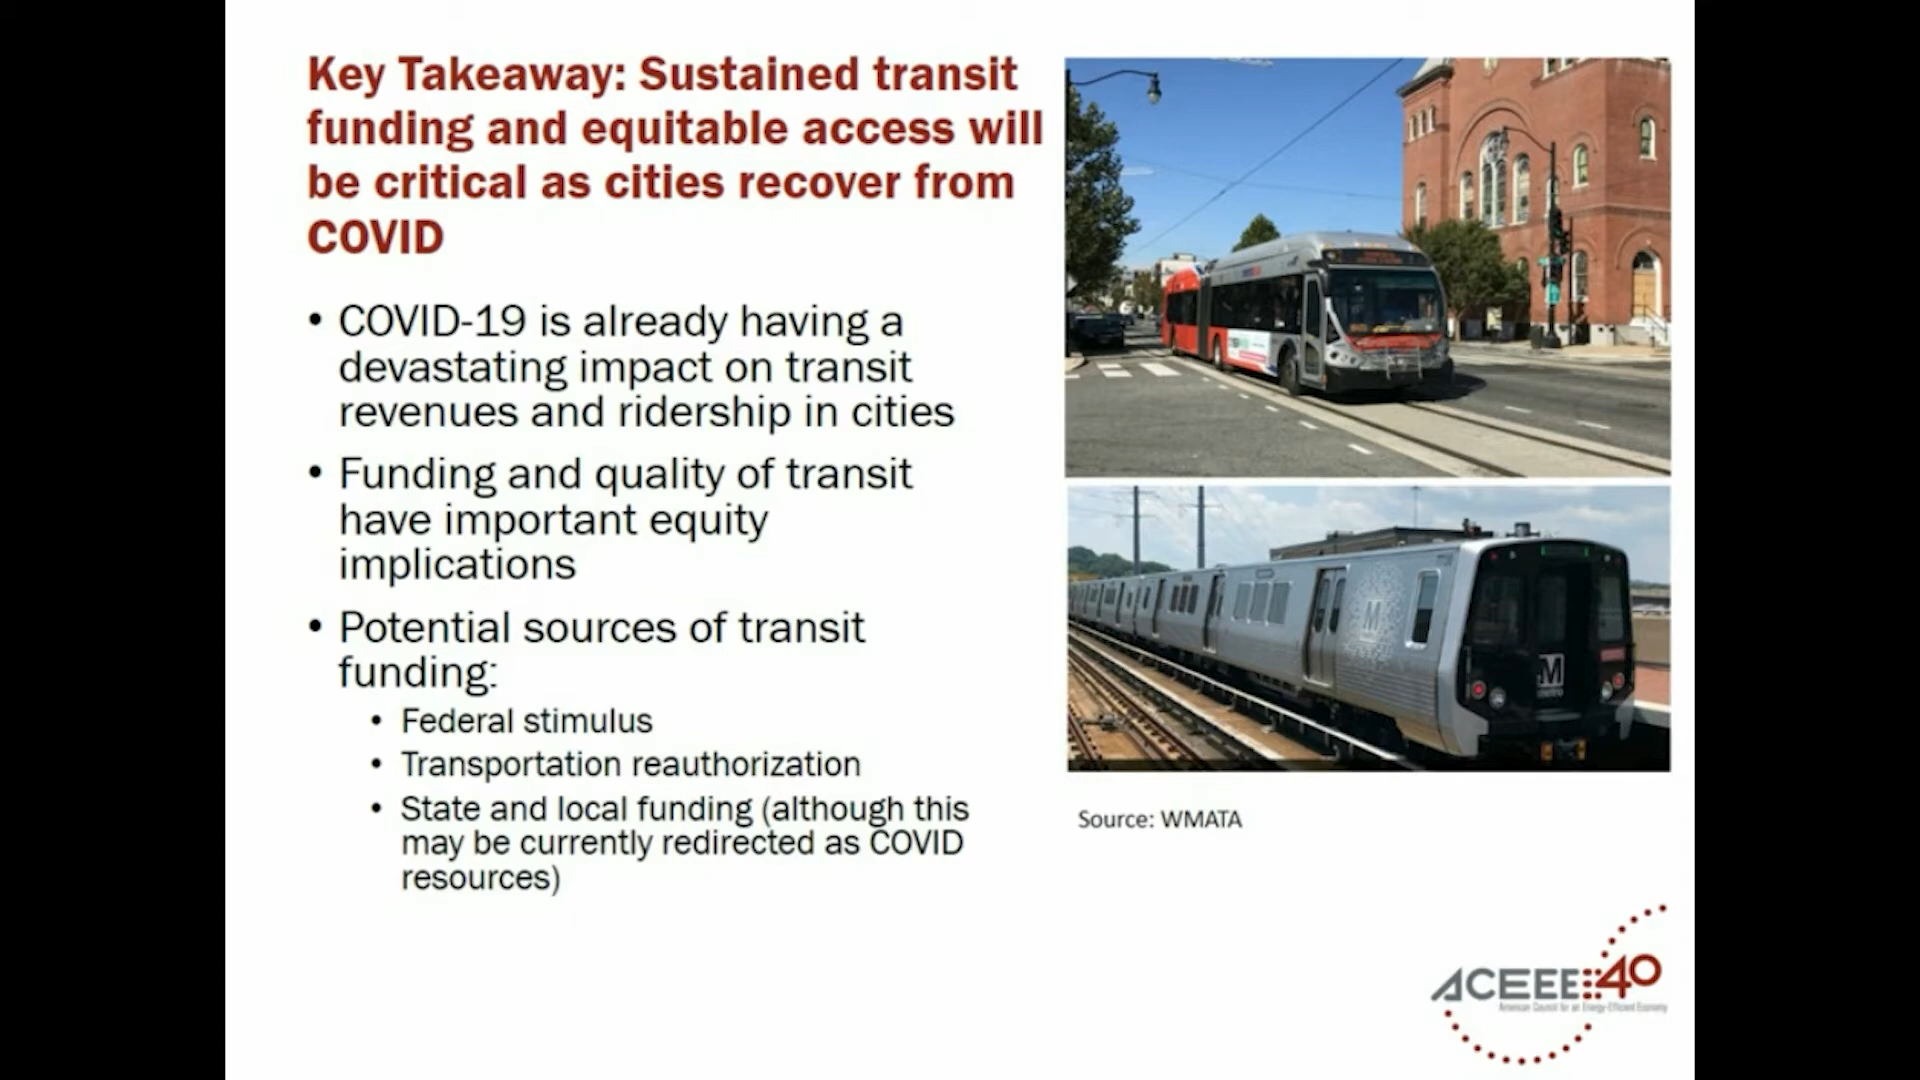 Key Takeaway: Sustained transit
funding and equitable access will
be critical as cities recover from
COVID
• COVID-19 is already having a
devastating impact on transit
revenues and ridership in cities
• Funding and quality of transit
have important equity
implications
• Potential sources of transit
funding:
• Federal stimulus
• Transportation reauthorization
• State and local funding (although this
may be currently redirected as COVID
resources)
M
M
metro
Source: WMATA
ACEEE:40
American Council for an Energy-Efficient Economy